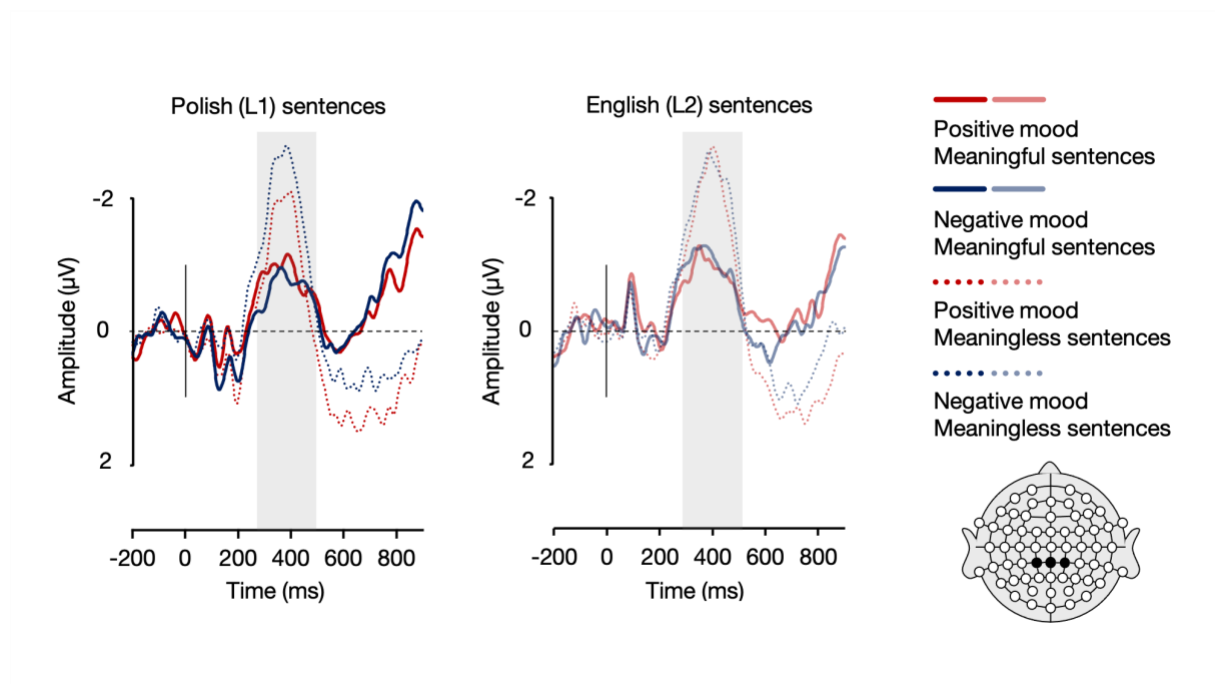 Polish (L1) sentences
-2
0
2
Amplitude (µV)
-200 0 200 400 600 800
Time (ms)
English (L2) sentences
-2
0
2
Amplitude (µV)
-200 0 200 400 600 800
Time (ms)
Positive mood
Meaningful sentences
Negative mood
Meaningful sentences
Positive mood
Meaningless sentences
Negative mood
Meaningless sentences